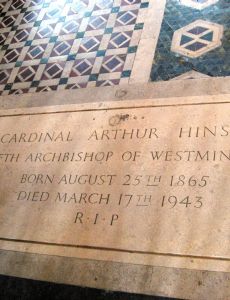 CARDINAL ARTHUR HINS
FTH ARCHBISHOP OF WESTMIN
BORN AUGUST 25TH 1865
DIED MARCH 17TH 1943
R·I·P